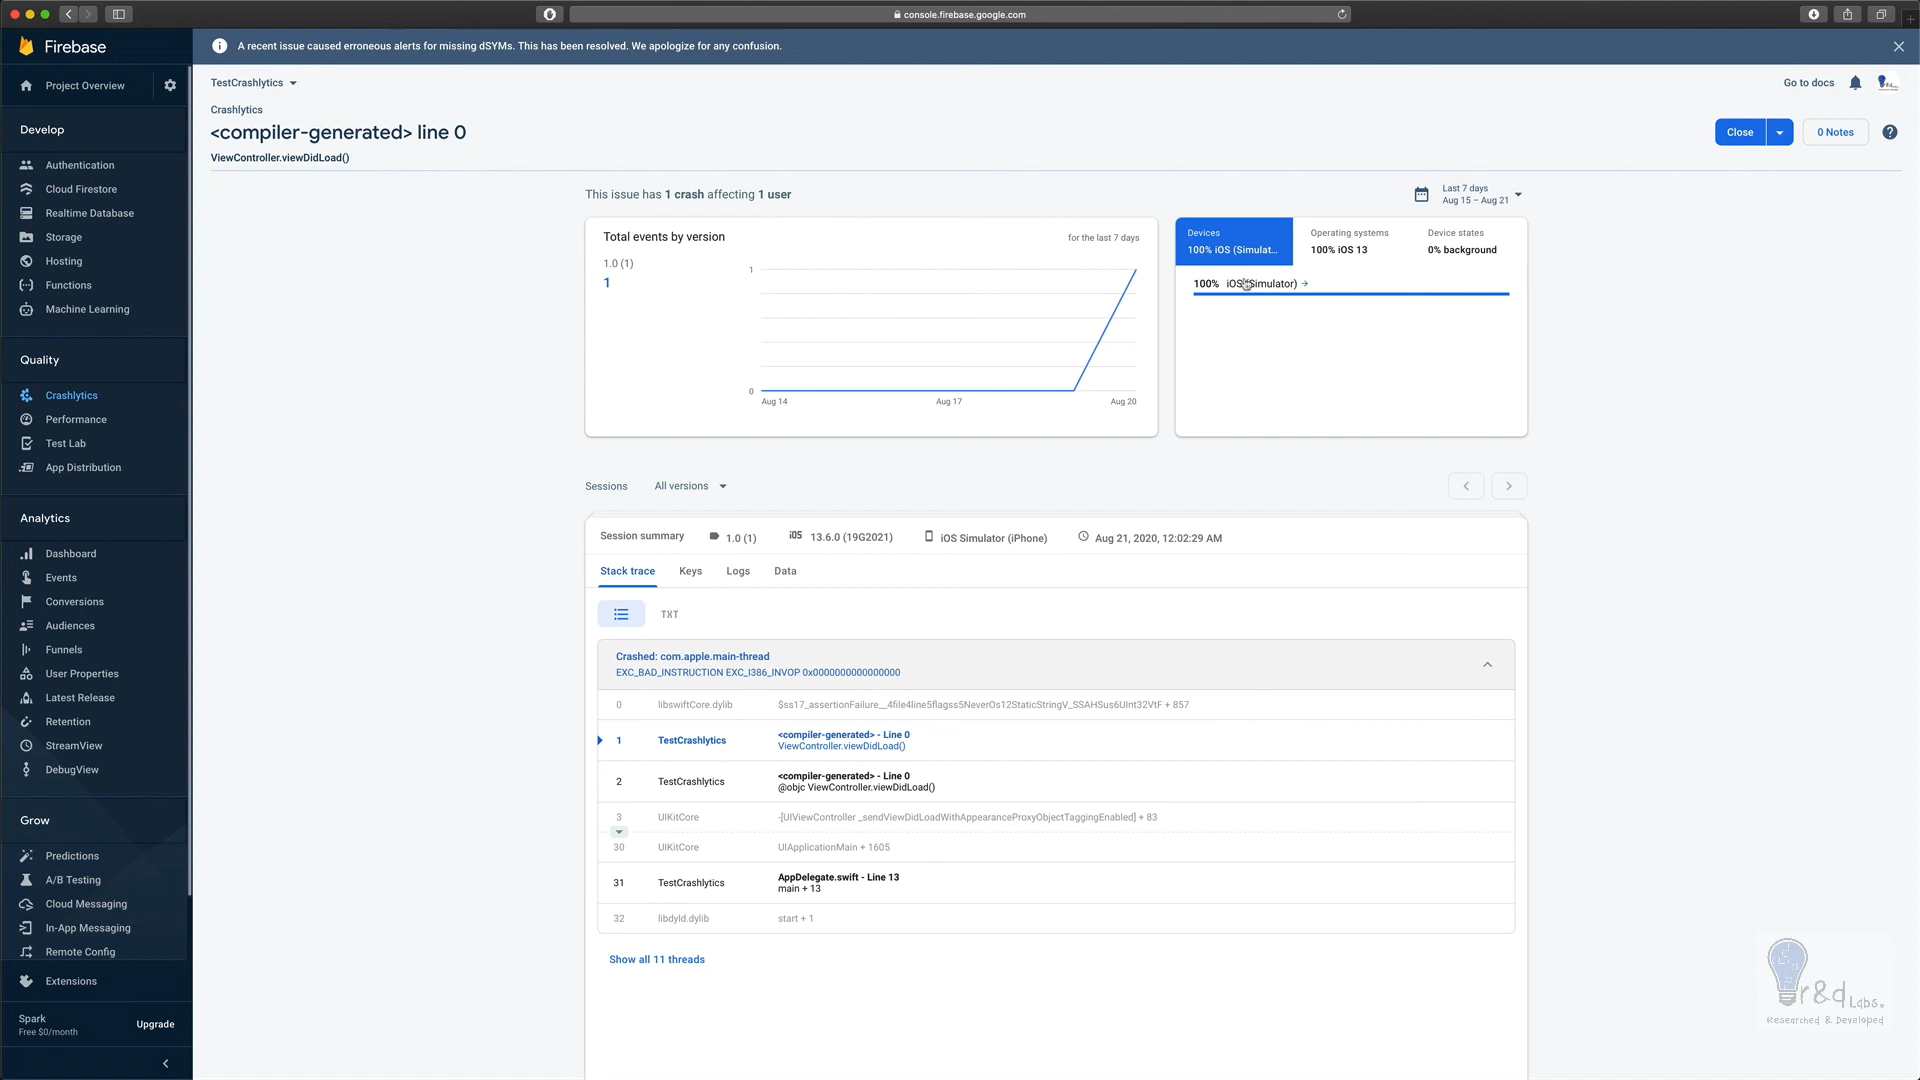 console.firebase.google.com
Firebase
A recent issue caused erroneous alerts for missing dSYMs. This has been resolved. We apologize for any confusion.
Project Overview
TestCrashlytics
Go to docs
Crashlytics
<compiler-generated> line 0
ViewController.viewDidLoad()
Close
0 Notes
Develop
Authentication
Cloud Firestore
Realtime Database
Storage
Hosting
Functions
Machine Learning
Quality
Crashlytics
Performance
Test Lab
App Distribution
Analytics
Dashboard
Events
Conversions
Audiences
Funnels
User Properties
Latest Release
Retention
StreamView
DebugView
Grow
Predictions
A/B Testing
Cloud Messaging
In-App Messaging
Remote Config
Extensions
Spark
Free $0/month
Upgrade
This issue has 1 crash affecting 1 user
Last 7 days
Aug 15 – Aug 21
Total events by version
for the last 7 days
1.0 (1)
1
1
0
Aug 14 Aug 17 Aug 20
Devices
100% iOS (Simulat...
Operating systems
100% iOS 13
Device states
0% background
100% iOS (Simulator)
Sessions All versions
Session summary 1.0 (1) iOS 13.6.0 (19G2021) iOS Simulator (iPhone) Aug 21, 2020, 12:02:29 AM
Stack trace Keys Logs Data
TXT
Crashed: com.apple.main-thread
EXC_BAD_INSTRUCTION EXC_I386_INVOP 0x0000000000000000
0 libswiftCore.dylib $ss17_assertionFailure__4file4line5flagss5NeverOs12StaticStringV_SSAHSus6UInt32VtF + 857
1 TestCrashlytics <compiler-generated> - Line 0
ViewController.viewDidLoad()
2 TestCrashlytics <compiler-generated> - Line 0
@objc ViewController.viewDidLoad()
3 UIKitCore -[UIViewController _sendViewDidLoadWithAppearanceProxyObjectTaggingEnabled] + 83
30 UIKitCore UIApplicationMain + 1605
31 TestCrashlytics AppDelegate.swift - Line 13
main + 13
32 libdyld.dylib start + 1
Show all 11 threads
r&d Labs.
Researched & Developed